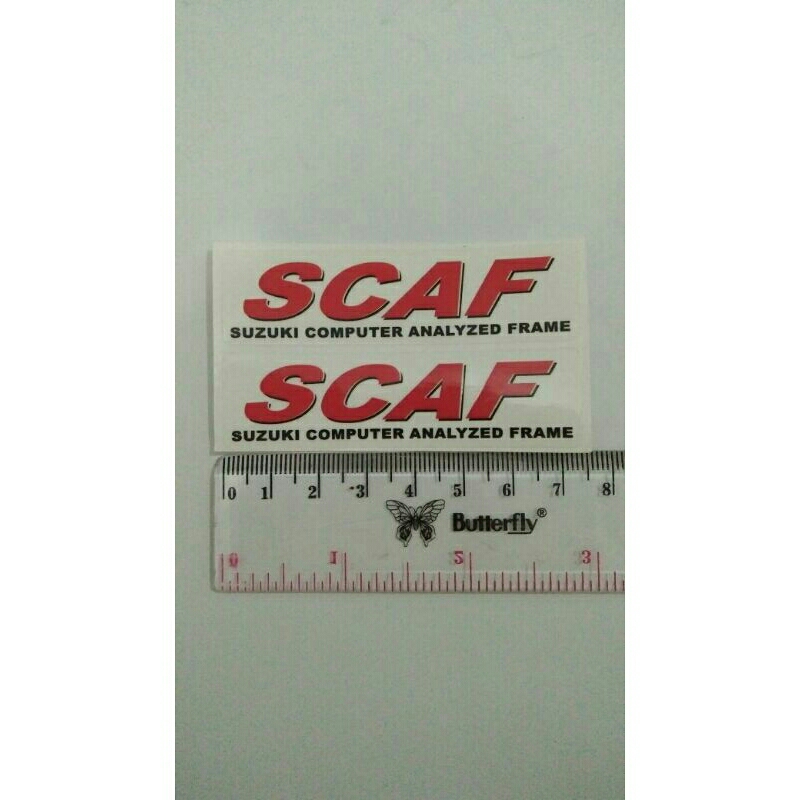 SCAF
SUZUKI COMPUTER ANALYZED FRAME
SCAF
SUZUKI COMPUTER ANALYZED FRAME
0 1 2 3 4 5 6 7 8
Butterfly®
0 1 2 3